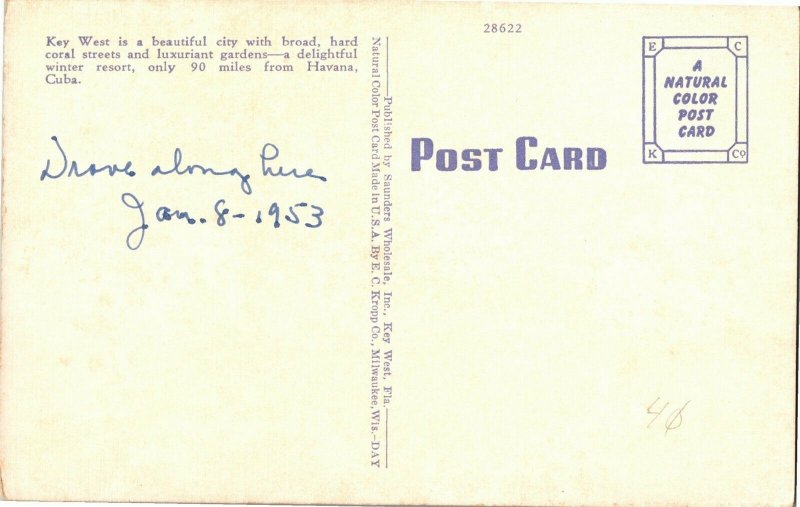 28622
Key West is a beautiful city with broad, hard
coral streets and luxuriant gardens—a delightful
winter resort, only 90 miles from Havana,
Cuba.
Drove along here
Jan. 8-1953
Published by Saunders Wholesale, Inc., Key West, Fla.
Natural Color Post Card Made in U.S.A. By E. C. Kropp Co., Milwaukee, Wis.—DAY
POST CARD
E C
A
NATURAL
COLOR
POST
CARD
K Co